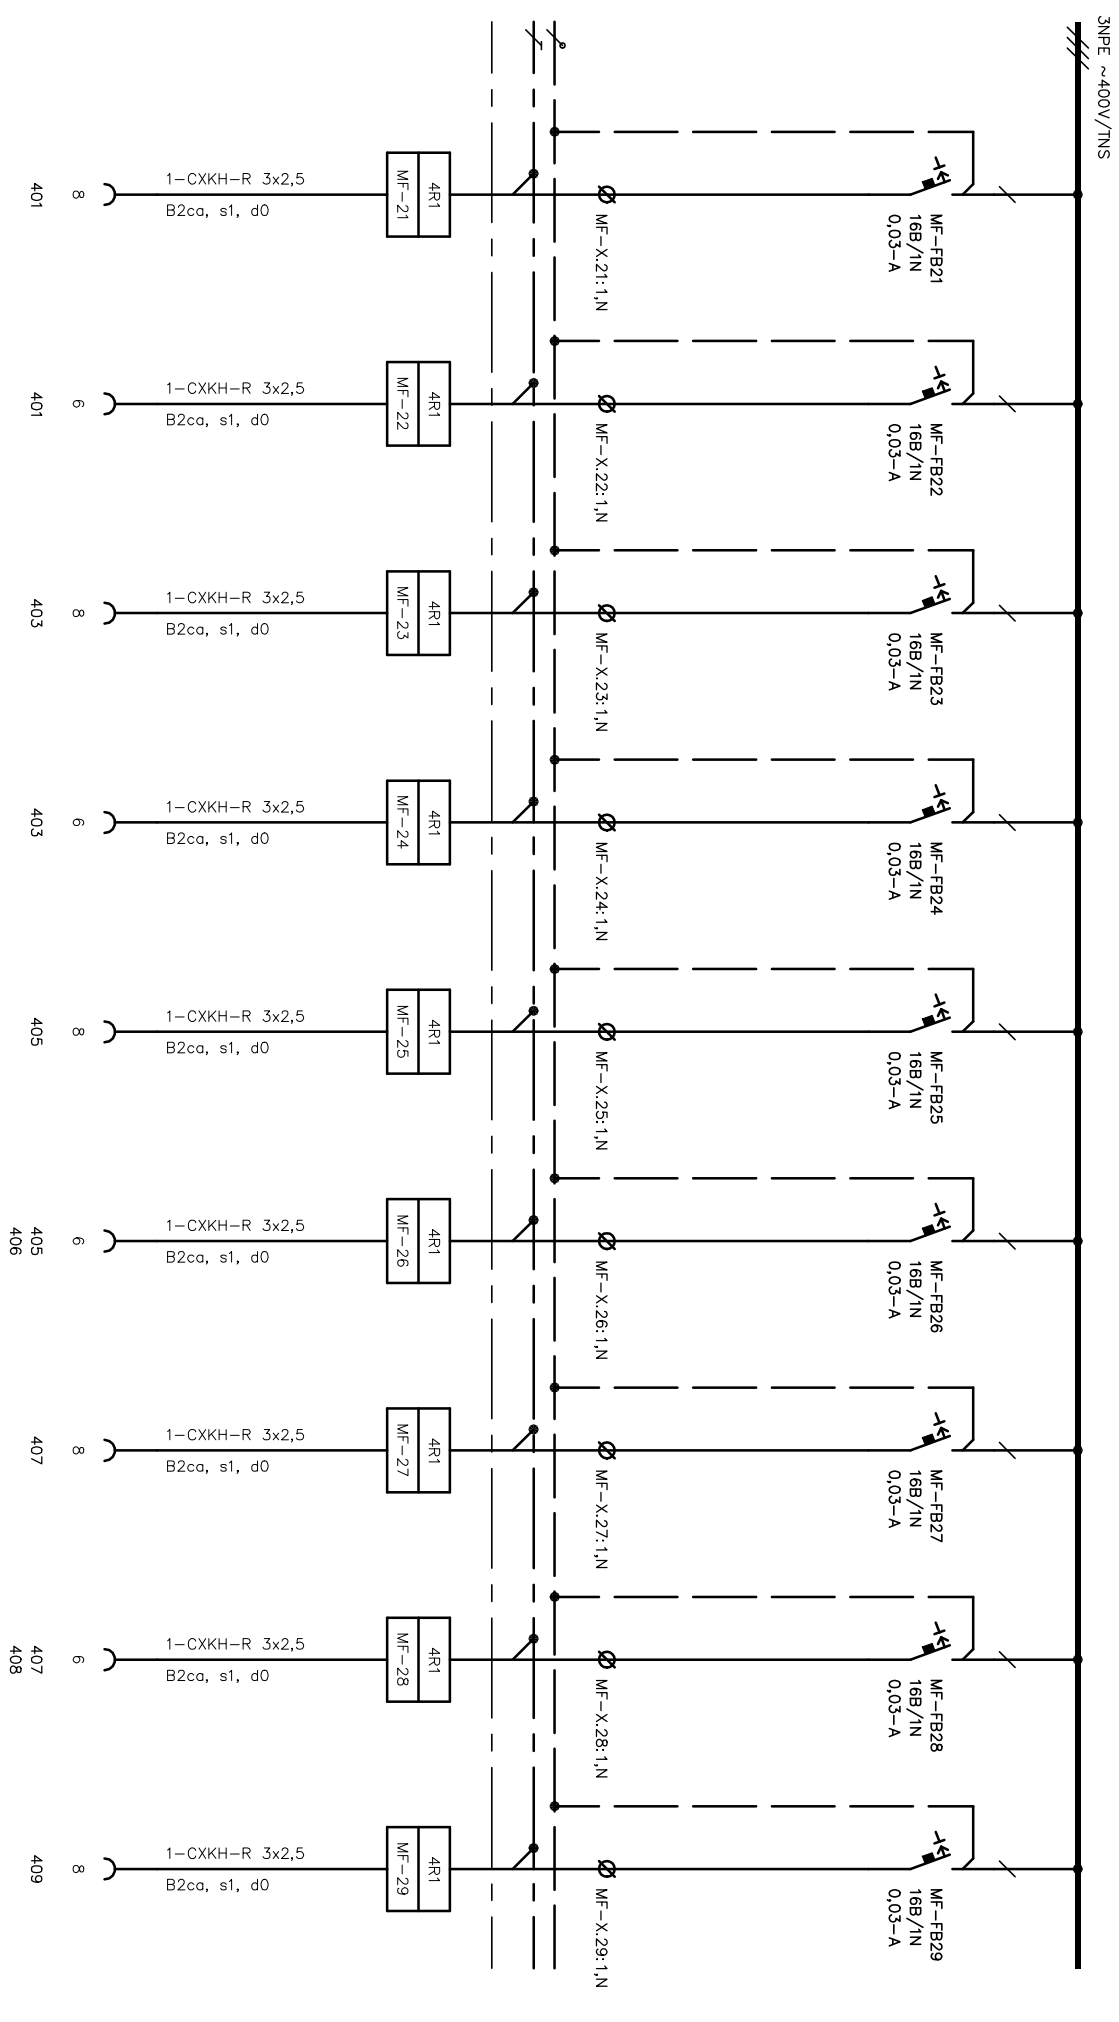 3NPE ~400V/TNS
MF-FB21
16B/1N
0,03-A
MF-X.21:1,N
4R1
MF-21
1-CXKH-R 3x2,5
B2ca, s1, d0
8
401
MF-FB22
16B/1N
0,03-A
MF-X.22:1,N
4R1
MF-22
1-CXKH-R 3x2,5
B2ca, s1, d0
6
401
MF-FB23
16B/1N
0,03-A
MF-X.23:1,N
4R1
MF-23
1-CXKH-R 3x2,5
B2ca, s1, d0
8
403
MF-FB24
16B/1N
0,03-A
MF-X.24:1,N
4R1
MF-24
1-CXKH-R 3x2,5
B2ca, s1, d0
6
403
MF-FB25
16B/1N
0,03-A
MF-X.25:1,N
4R1
MF-25
1-CXKH-R 3x2,5
B2ca, s1, d0
8
405
MF-FB26
16B/1N
0,03-A
MF-X.26:1,N
4R1
MF-26
1-CXKH-R 3x2,5
B2ca, s1, d0
6
405
406
MF-FB27
16B/1N
0,03-A
MF-X.27:1,N
4R1
MF-27
1-CXKH-R 3x2,5
B2ca, s1, d0
8
407
MF-FB28
16B/1N
0,03-A
MF-X.28:1,N
4R1
MF-28
1-CXKH-R 3x2,5
B2ca, s1, d0
6
407
408
MF-FB29
16B/1N
0,03-A
MF-X.29:1,N
4R1
MF-29
1-CXKH-R 3x2,5
B2ca, s1, d0
8
409